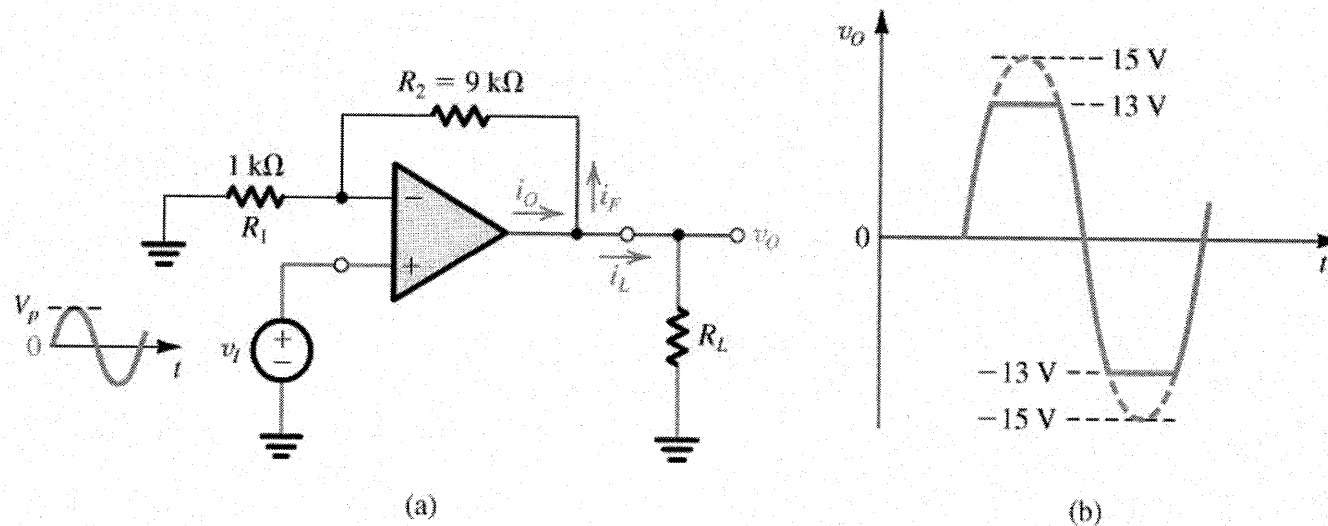 R₂ = 9 kΩ
1 kΩ
R₁
−
+
i_O
i_F
v_O
i_L
R_L
V_p
0
t
v_I
+
−
(a)
v_O
15 V
13 V
0
t
−13 V
−15 V
(b)